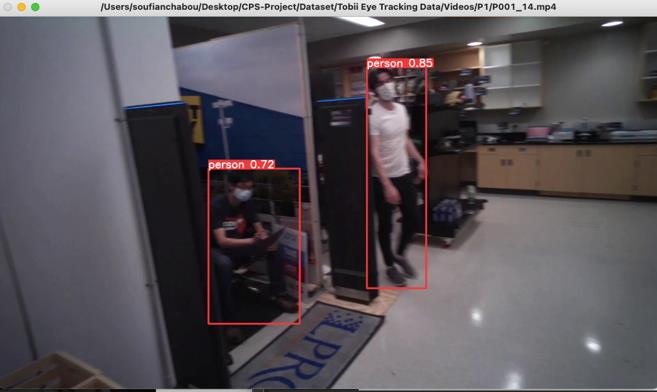 /Users/soufianchabou/Desktop/CPS-Project/Dataset/Tobii Eye Tracking Data/Videos/P1/P001_14.mp4
person 0.85
person 0.72
LPRC